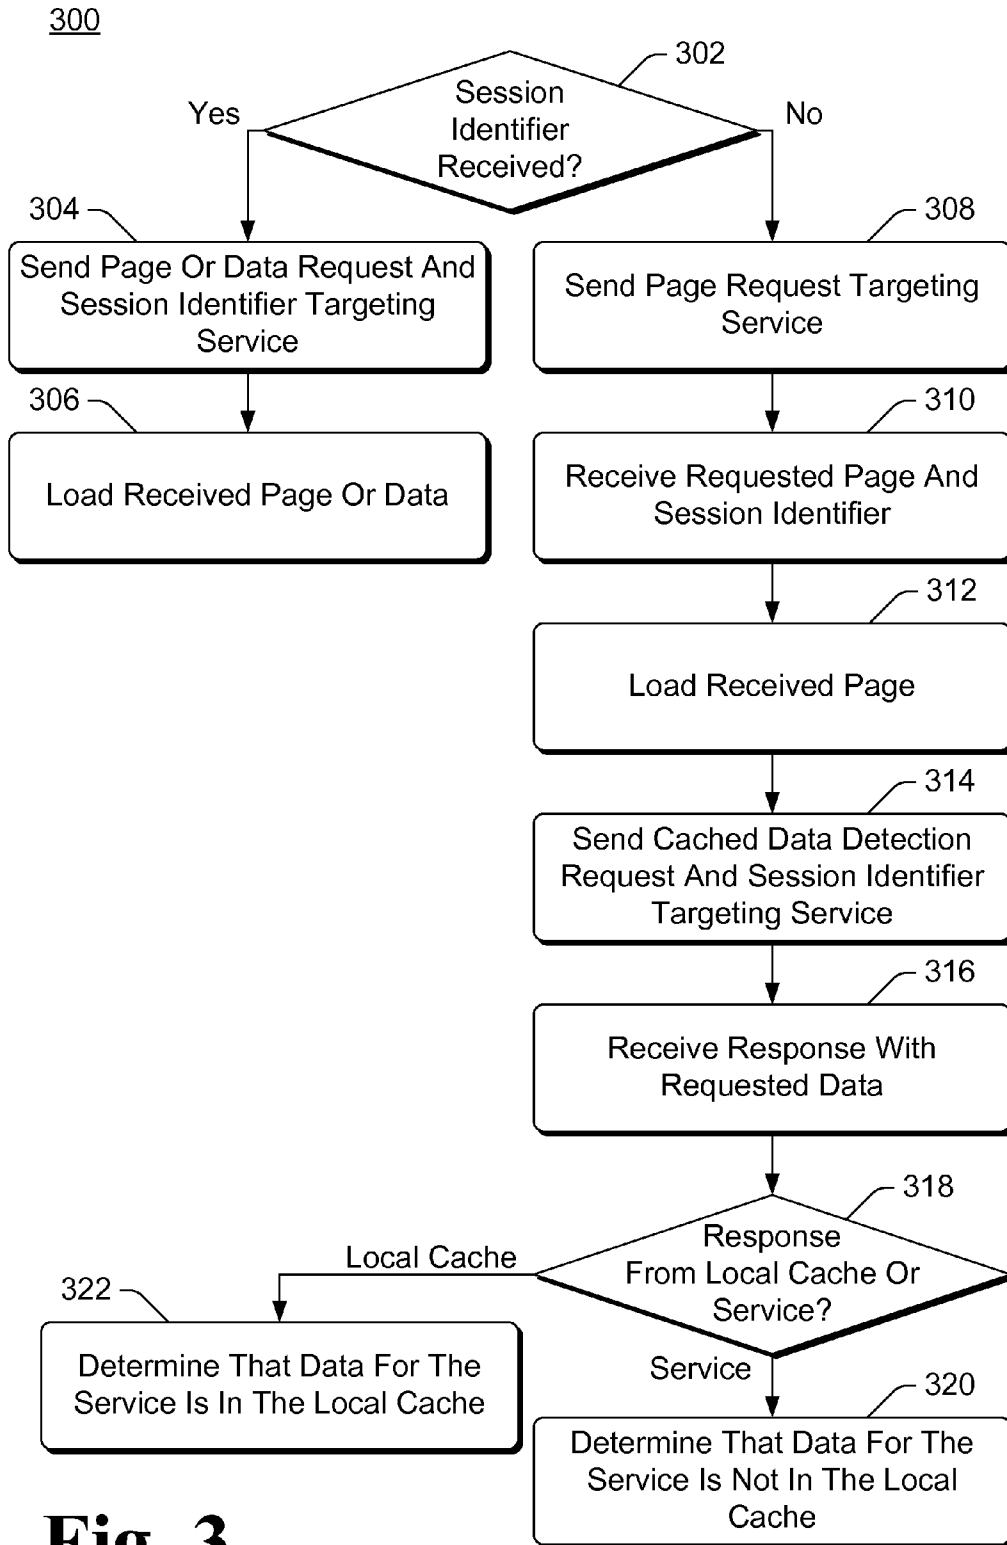 300
302
Session
Identifier
Received?
Yes
No
304
Send Page Or Data Request And
Session Identifier Targeting
Service
306
Load Received Page Or Data
308
Send Page Request Targeting
Service
310
Receive Requested Page And
Session Identifier
312
Load Received Page
314
Send Cached Data Detection
Request And Session Identifier
Targeting Service
316
Receive Response With
Requested Data
318
Response
From Local Cache Or
Service?
Local Cache
322
Determine That Data For The
Service Is In The Local Cache
Service
320
Determine That Data For The
Service Is Not In The Local
Cache
Fig. 3